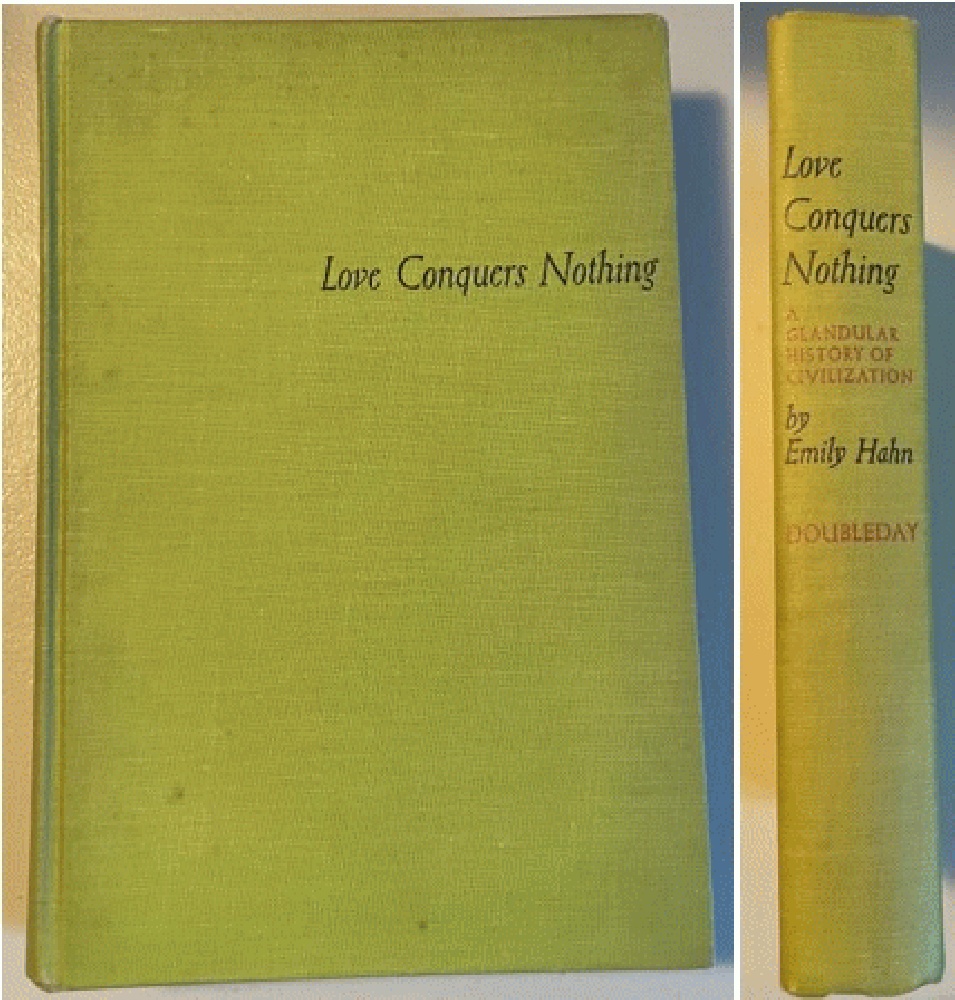 Love Conquers Nothing
Love
Conquers
Nothing
A
GLANDULAR
HISTORY OF
CIVILIZATION
by
Emily Hahn
DOUBLEDAY